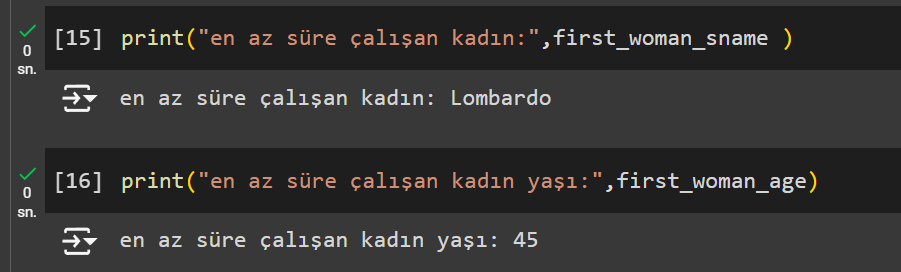 [15] print("en az süre çalışan kadın:",first_woman_sname )
0
sn.
en az süre çalışan kadın: Lombardo
[16] print("en az süre çalışan kadın yaşı:",first_woman_age)
0
sn.
en az süre çalışan kadın yaşı: 45